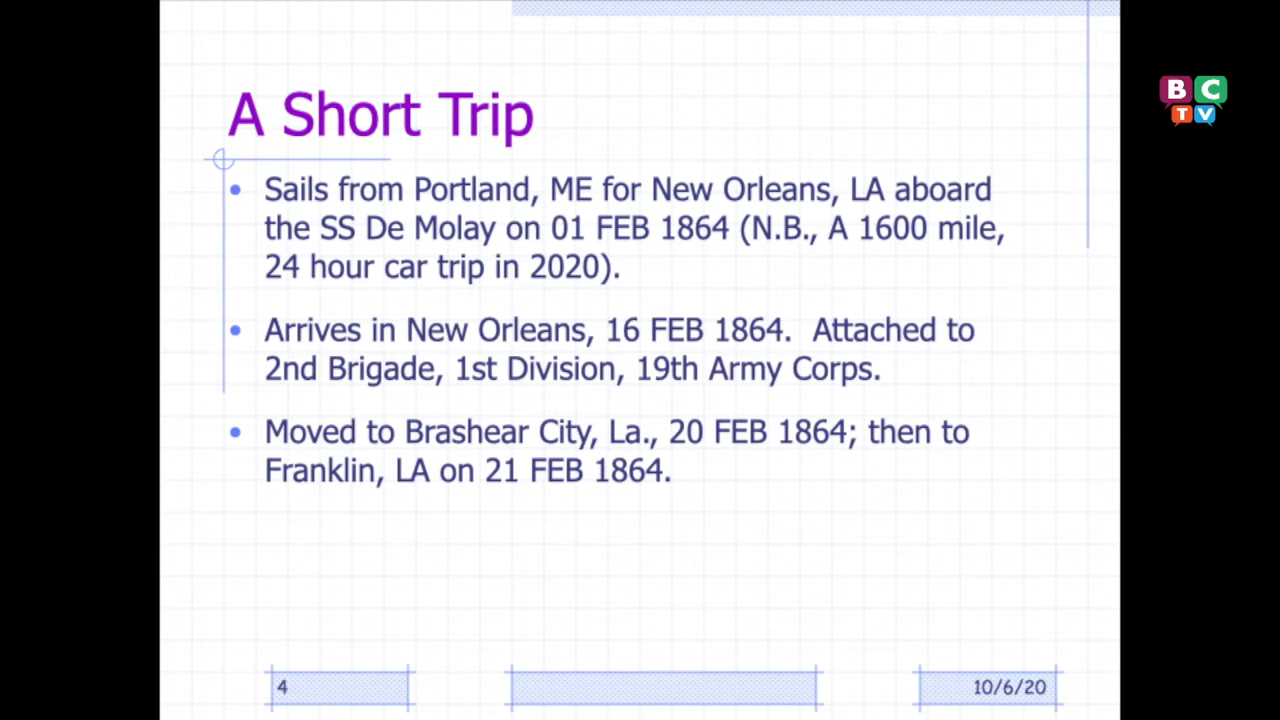 A Short Trip
• Sails from Portland, ME for New Orleans, LA aboard
the SS De Molay on 01 FEB 1864 (N.B., A 1600 mile,
24 hour car trip in 2020).
• Arrives in New Orleans, 16 FEB 1864.  Attached to
2nd Brigade, 1st Division, 19th Army Corps.
• Moved to Brashear City, La., 20 FEB 1864; then to
Franklin, LA on 21 FEB 1864.
4
10/6/20
BC
TV